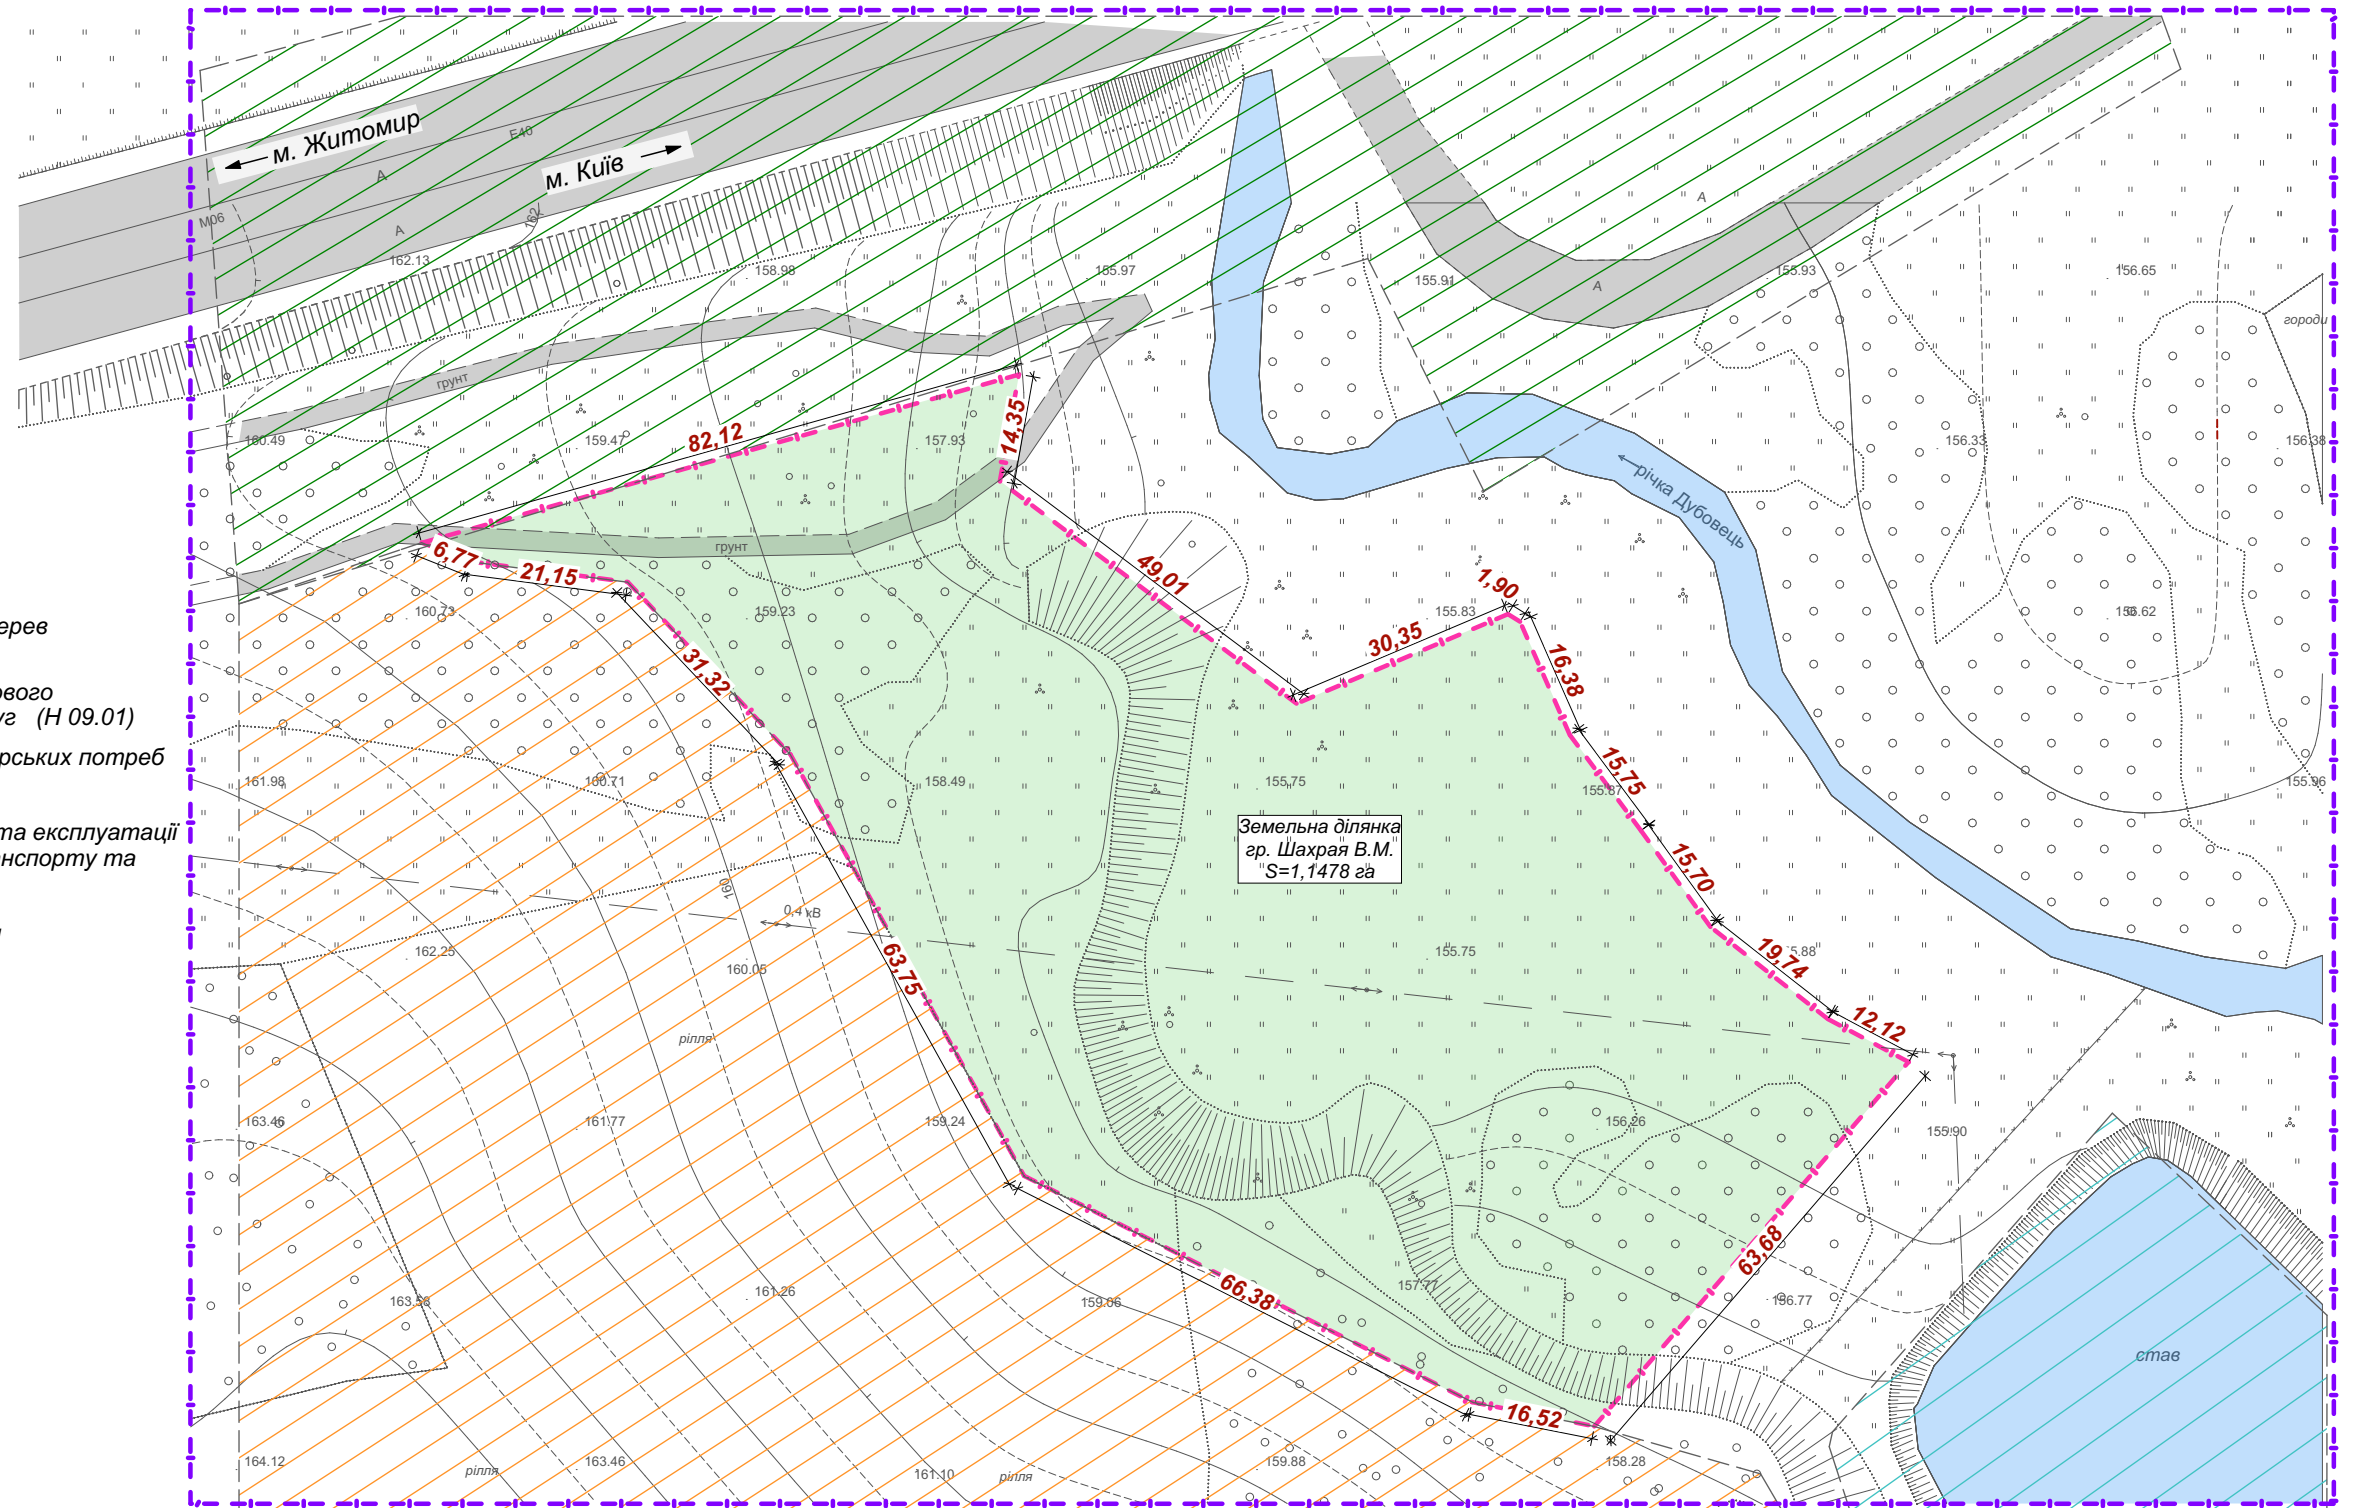 м. Житомир
E40
м. Київ
A
M06
A
162
162.13
158.98
155.97
A
155.91
A
155.93
156.65
городи
грунт
160.49
159.47
82,12
157.93
14,35
156.33
156.38
річка Дубовець
грунт
6,77
21,15
49,01
1,90
160.73
159.23
30,35
155.83
156.62
ерев
31,32
16,38
ового
уг (Н 09.01)
рських потреб
161.98
160.71
158.49
155.75
15,75
155.87
155.96
та експлуатації
нспорту та
Земельна ділянка
гр. Шахрая В.М.
S=1,1478 га
15,70
160
0,4 кВ
162.25
160.05
63,75
155.75
19,74
5.88
12,12
рілля
163.46
161.77
159.24
156.26
155.90
63,68
163.58
161.26
159.06
66,38
157.77
156.77
став
16,52
164.12
рілля
163.46
161.10
рілля
159.88
158.28